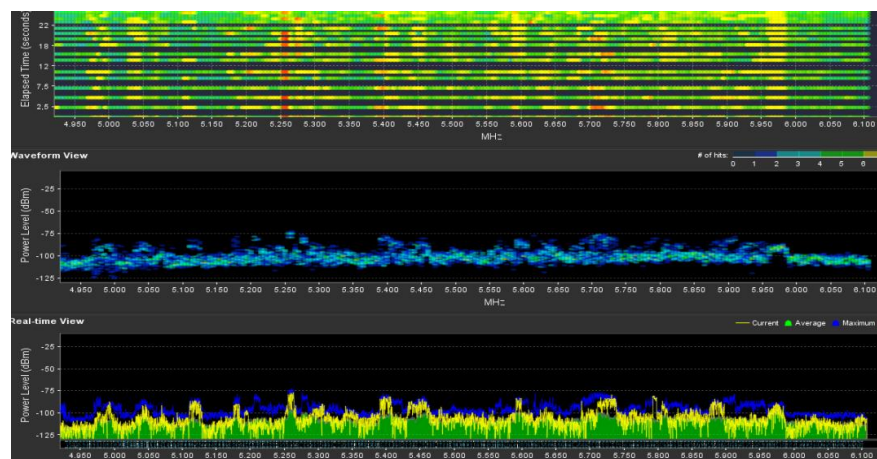 Elapsed Time (seconds)
22
18
12
7.5
2.5
4.950 5.000 5.050 5.100 5.150 5.200 5.250 5.300 5.350 5.400 5.450 5.500 5.550 5.600 5.650 5.700 5.750 5.800 5.850 5.900 5.950 6.000 6.050 6.100
MHz
Waveform View
# of hits:
0 1 2 3 4 5 6
Power Level (dBm)
-25
-50
-75
-100
-125
4.950 5.000 5.050 5.100 5.150 5.200 5.250 5.300 5.350 5.400 5.450 5.500 5.550 5.600 5.650 5.700 5.750 5.800 5.850 5.900 5.950 6.000 6.050 6.100
MHz
Real-time View
Current Average Maximum
Power Level (dBm)
-25
-50
-75
-100
-125
4.950 5.000 5.050 5.100 5.150 5.200 5.250 5.300 5.350 5.400 5.450 5.500 5.550 5.600 5.650 5.700 5.750 5.800 5.850 5.900 5.950 6.000 6.050 6.100